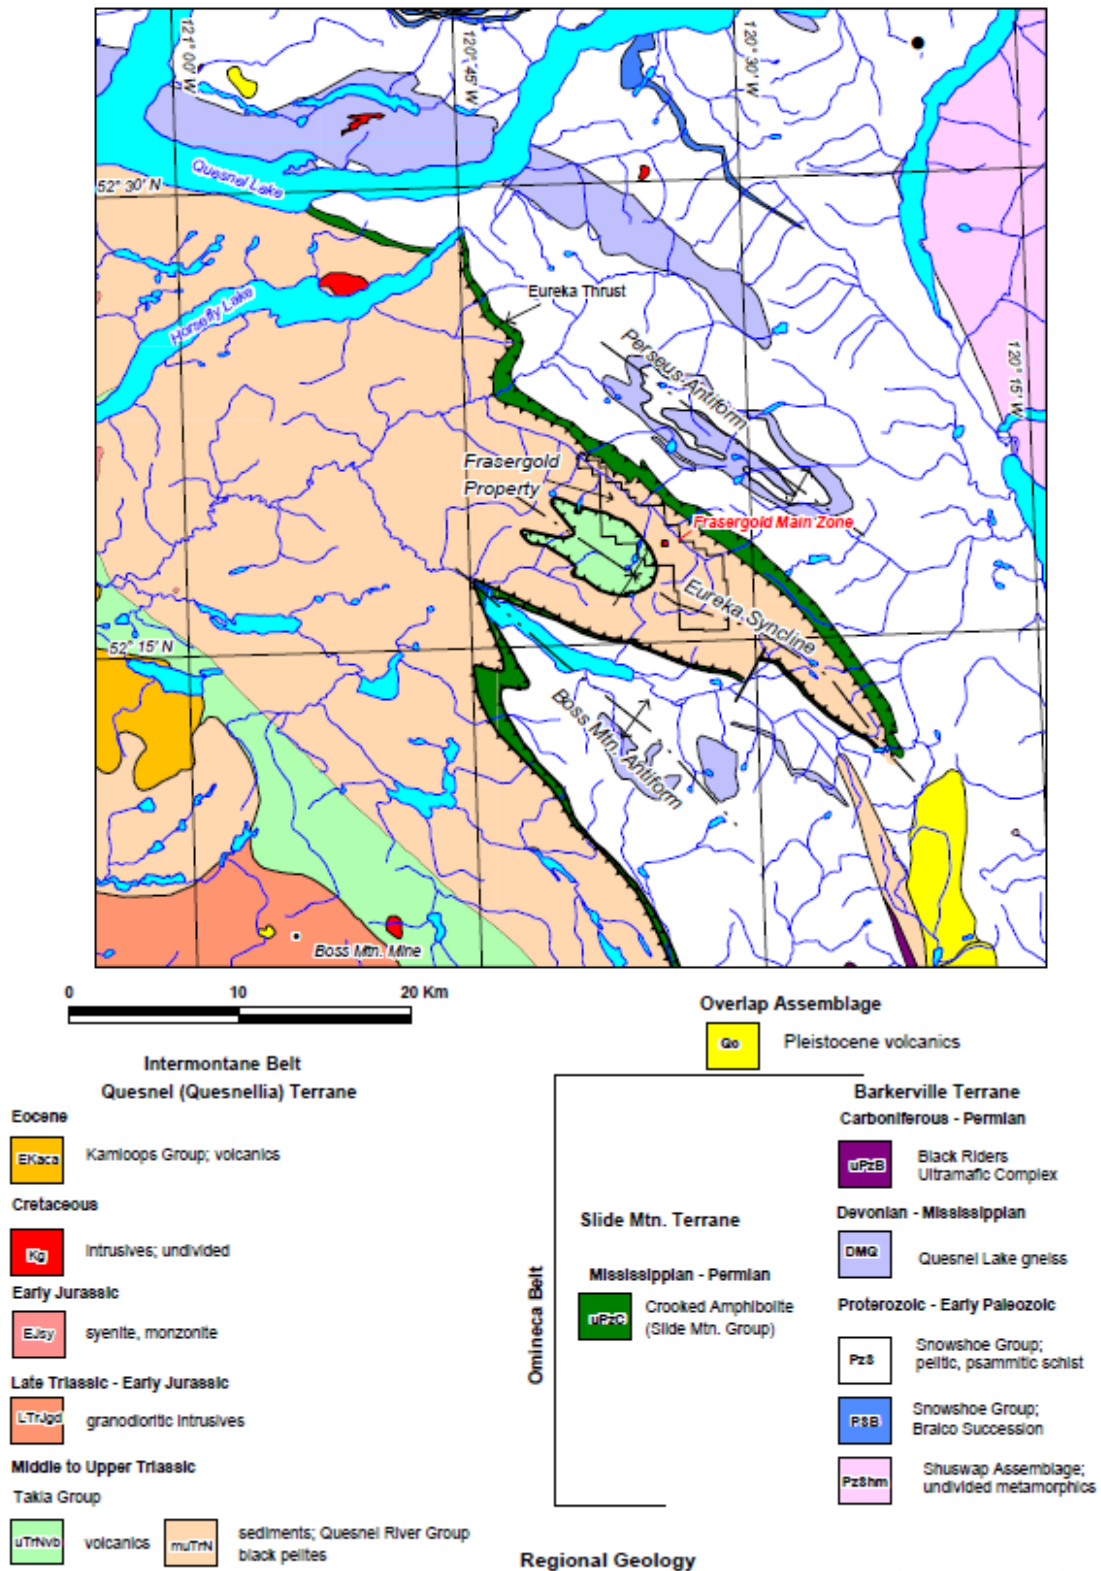 121° 00' W
120° 45' W
120° 30' W
Quesnel Lake
52° 30' N
Eureka Thrust
Horsefly Lake
Perseus Antiform
120° 15' W
Frasergold
Property
Frasergold Main Zone
Eureka Syncline
52° 15' N
Boss Mtn. Antiform
Boss Mtn. Mine
0 10 20 Km
Overlap Assemblage
Qo Pleistocene volcanics
Intermontane Belt
Quesnel (Quesnellia) Terrane
Eocene
EKaca Kamloops Group; volcanics
Cretaceous
Kg intrusives; undivided
Early Jurassic
EJsy syenite, monzonite
Late Triassic - Early Jurassic
LTrJgd granodioritic intrusives
Middle to Upper Triassic
Takla Group
uTrNvb volcanics
muTrN sediments; Quesnel River Group
black pelites
Omineca Belt
Slide Mtn. Terrane
Mississippian - Permian
uPzC Crooked Amphibolite
(Slide Mtn. Group)
Barkerville Terrane
Carboniferous - Permian
uPzB Black Riders
Ultramafic Complex
Devonian - Mississippian
DMQ Quesnel Lake gneiss
Proterozoic - Early Paleozoic
PzS Snowshoe Group;
pelitic, psammitic schist
PSB Snowshoe Group;
Bralco Succession
PzShm Shuswap Assemblage;
undivided metamorphics
Regional Geology